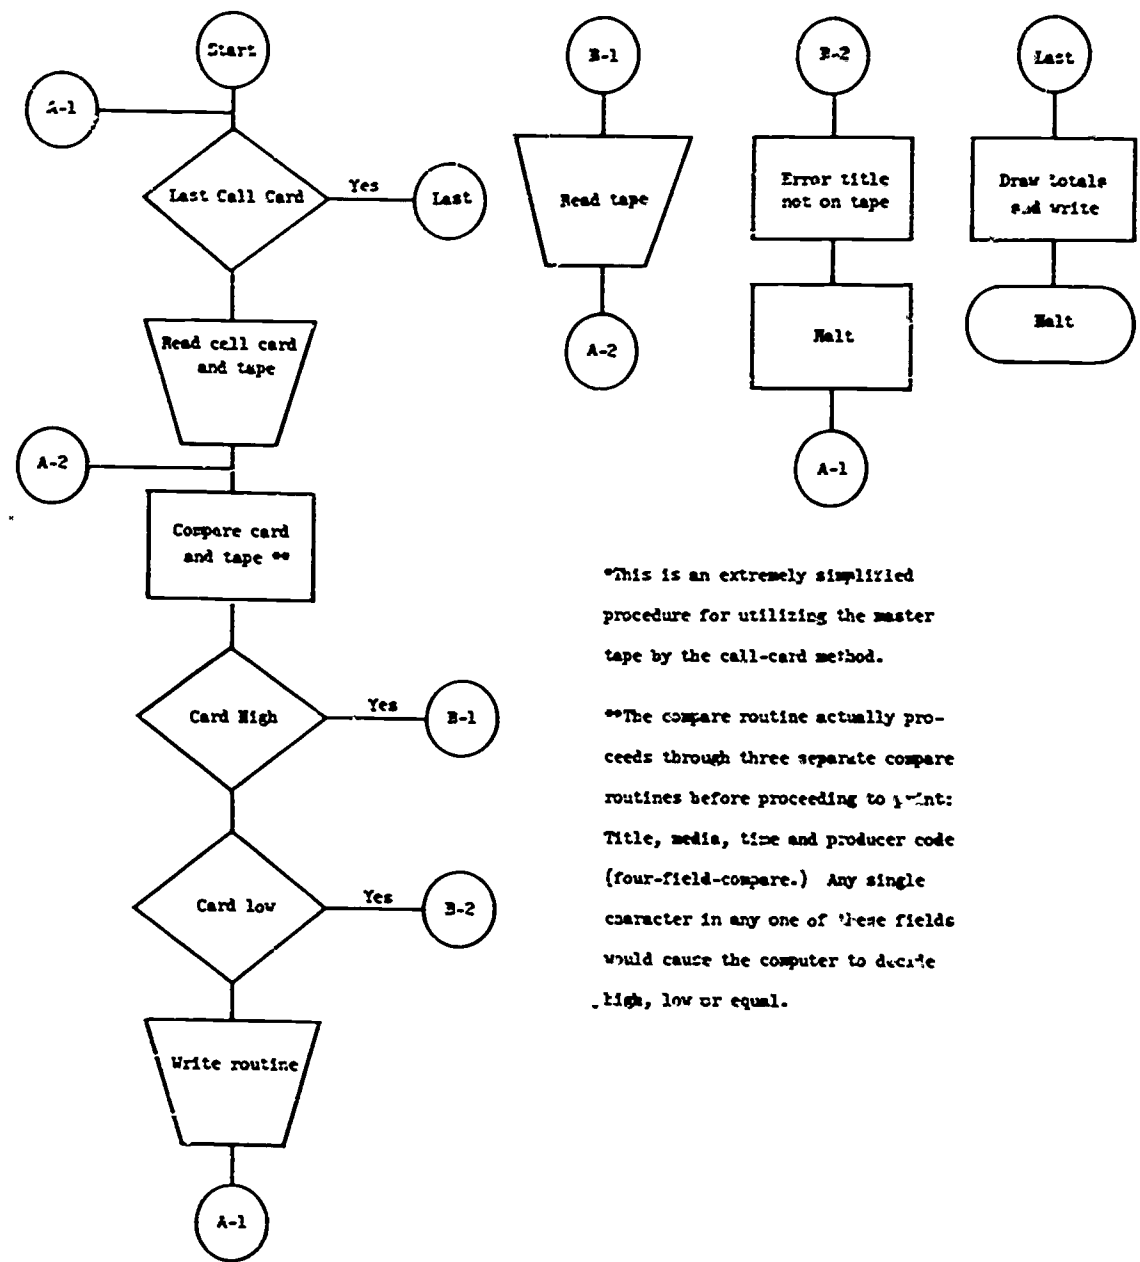 Start
A-1
Last Call Card
Yes
Last
Read cell card
and tape
A-2
Compare card
and tape **
Card High
Yes
B-1
Card low
Yes
B-2
Write routine
A-1
B-1
Read tape
A-2
B-2
Error title
not on tape
Halt
A-1
Last
Draw totals
and write
Halt
*This is an extremely simplified
procedure for utilizing the master
tape by the call-card method.
**The compare routine actually pro-
ceeds through three separate compare
routines before proceeding to print:
Title, media, time and producer code
(four-field-compare.) Any single
character in any one of these fields
would cause the computer to decide
high, low or equal.